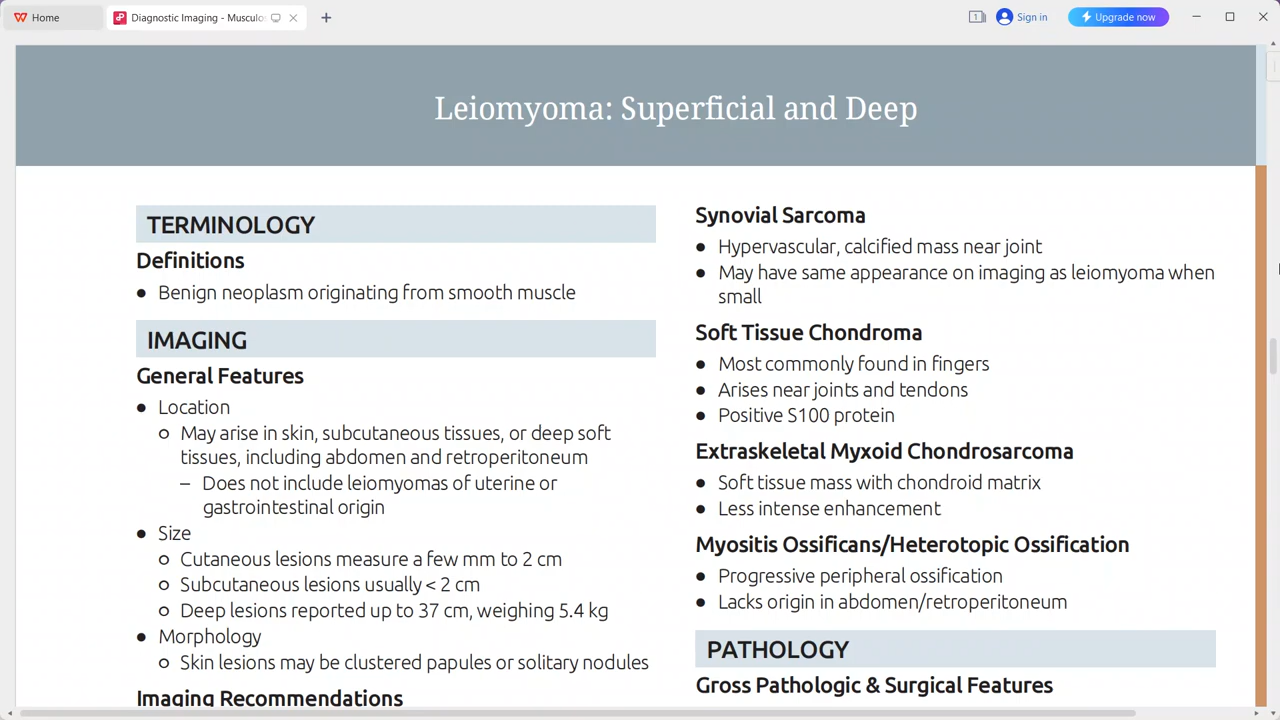 Home
Diagnostic Imaging - Musculos
1
Sign in
Upgrade now
Leiomyoma: Superficial and Deep
TERMINOLOGY
Definitions
● Benign neoplasm originating from smooth muscle
IMAGING
General Features
● Location
○ May arise in skin, subcutaneous tissues, or deep soft
tissues, including abdomen and retroperitoneum
– Does not include leiomyomas of uterine or
gastrointestinal origin
● Size
○ Cutaneous lesions measure a few mm to 2 cm
○ Subcutaneous lesions usually < 2 cm
○ Deep lesions reported up to 37 cm, weighing 5.4 kg
● Morphology
○ Skin lesions may be clustered papules or solitary nodules
Imaging Recommendations
Synovial Sarcoma
● Hypervascular, calcified mass near joint
● May have same appearance on imaging as leiomyoma when
small
Soft Tissue Chondroma
● Most commonly found in fingers
● Arises near joints and tendons
● Positive S100 protein
Extraskeletal Myxoid Chondrosarcoma
● Soft tissue mass with chondroid matrix
● Less intense enhancement
Myositis Ossificans/Heterotopic Ossification
● Progressive peripheral ossification
● Lacks origin in abdomen/retroperitoneum
PATHOLOGY
Gross Pathologic & Surgical Features